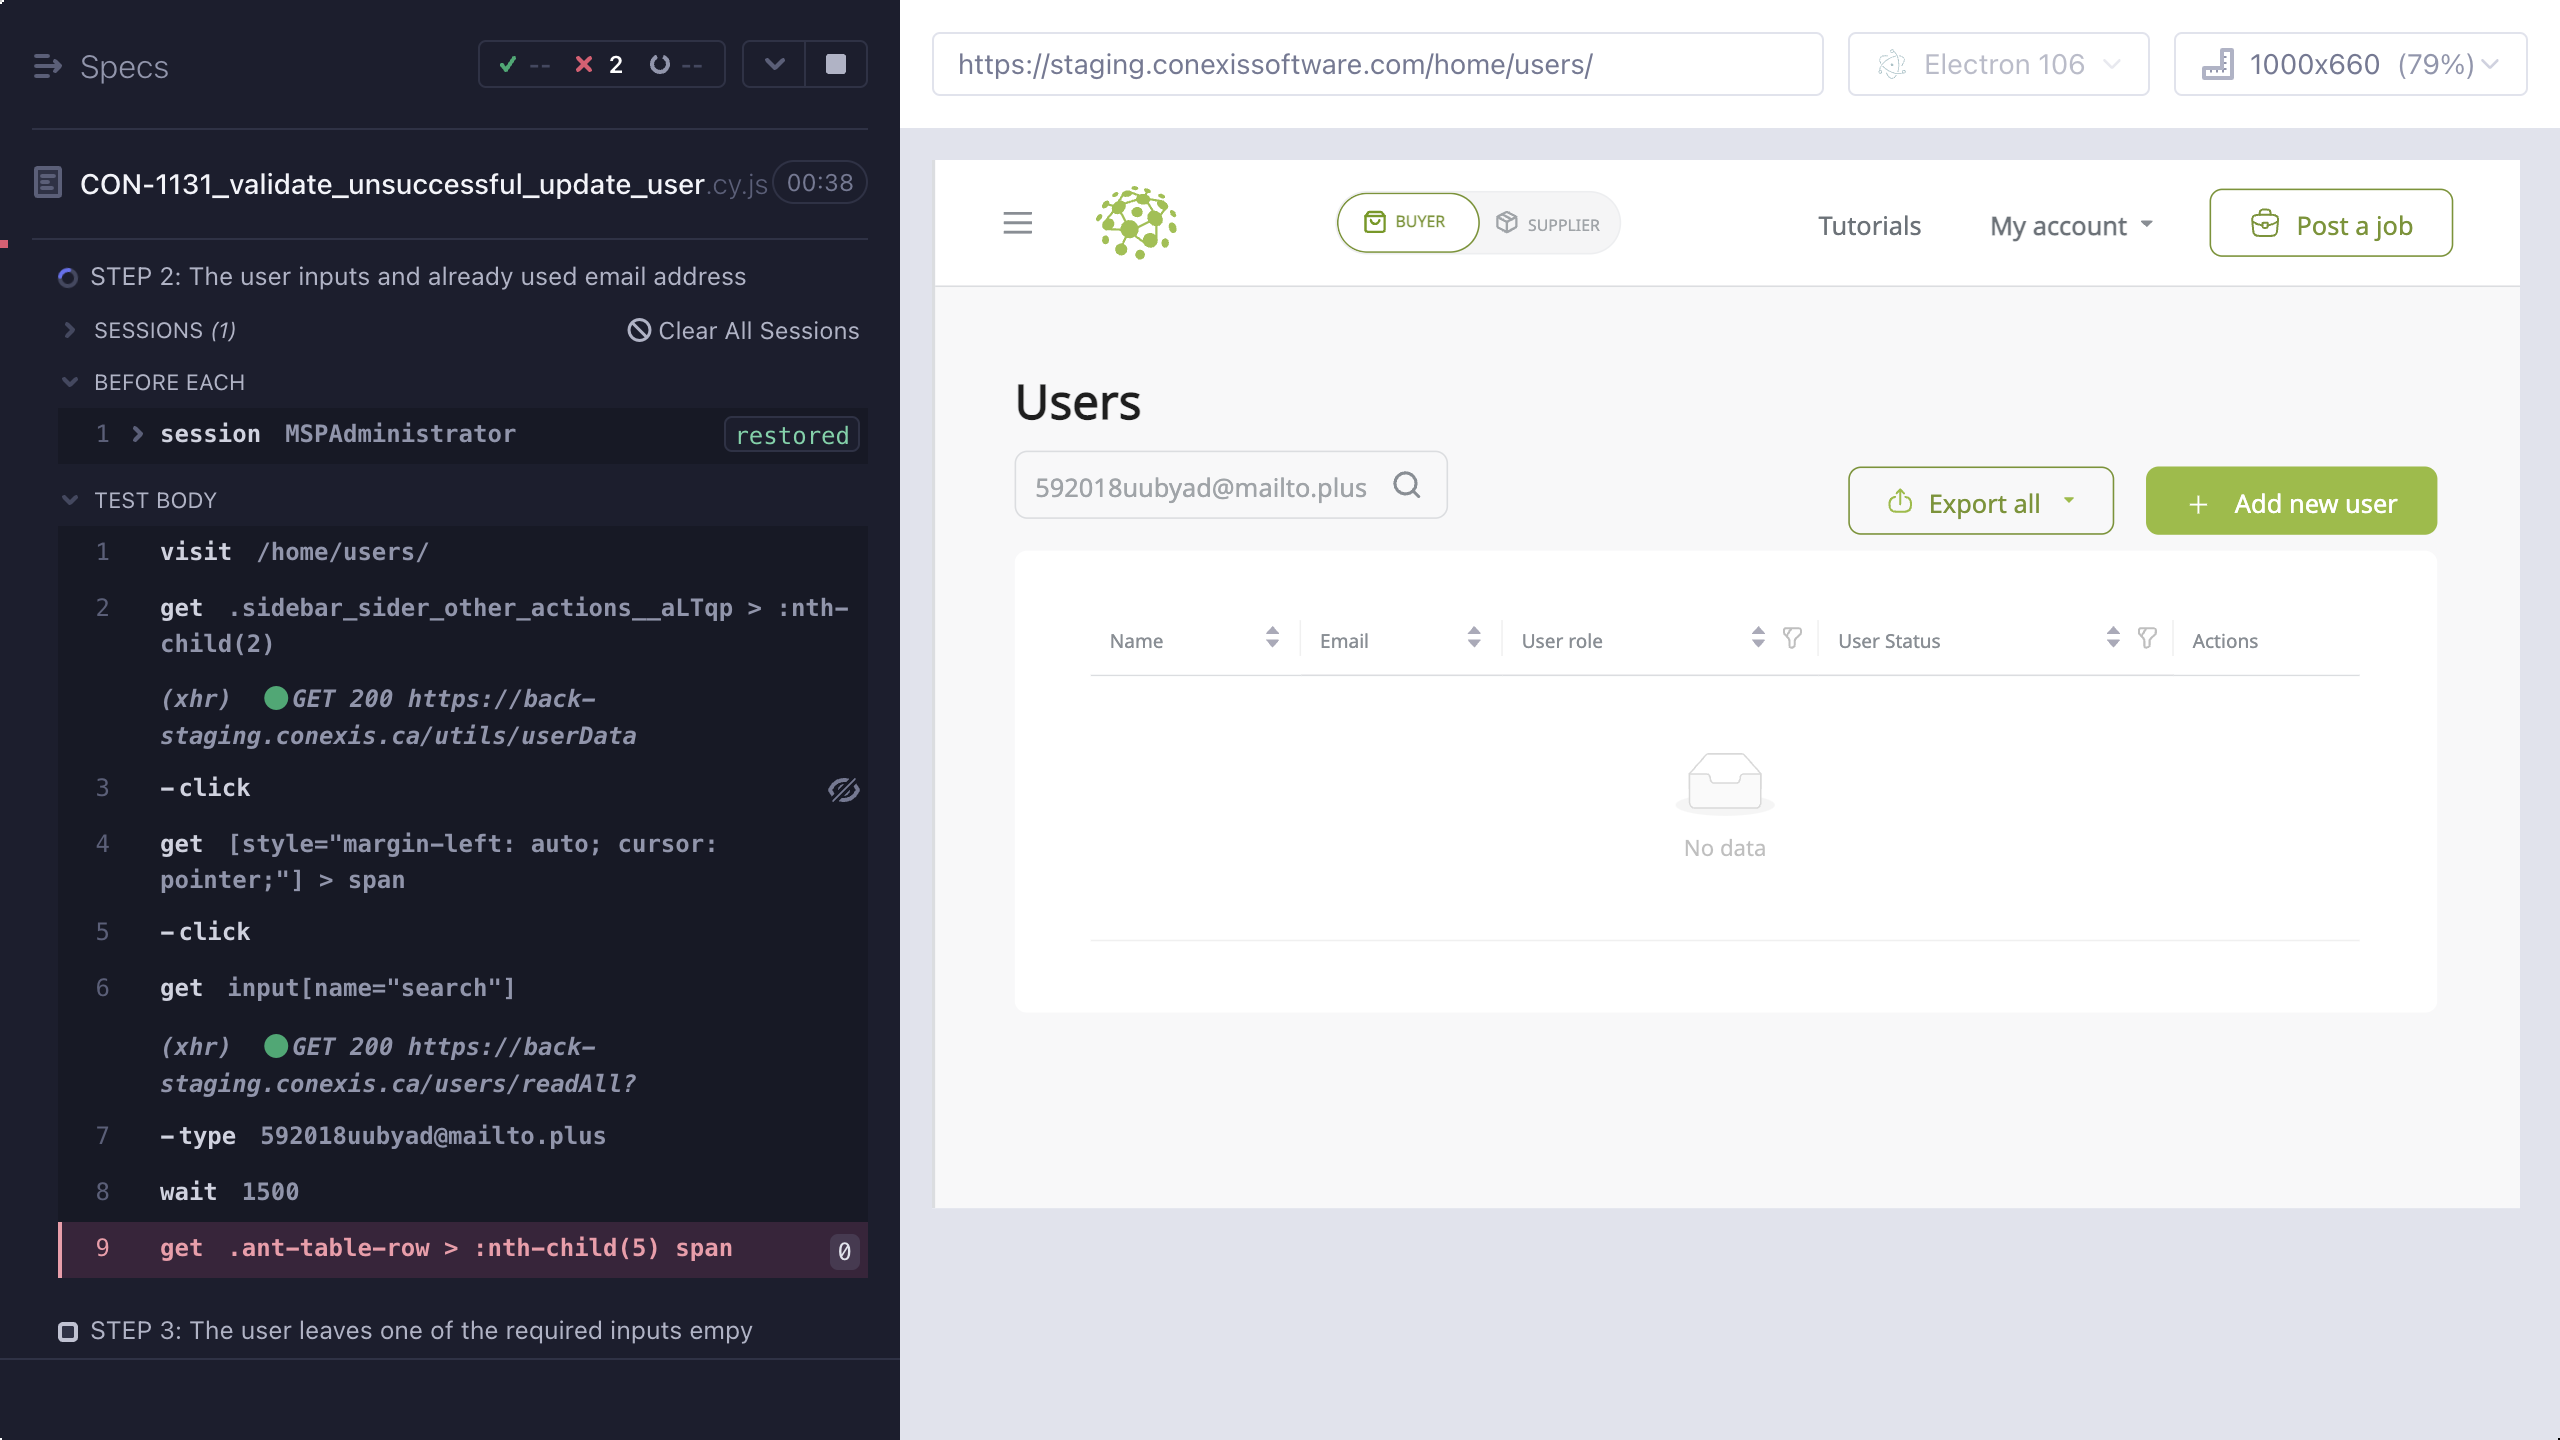 Specs
-- 2 --
CON-1131_validate_unsuccessful_update_user.cy.js 00:38
STEP 2: The user inputs and already used email address
SESSIONS (1) Clear All Sessions
BEFORE EACH
1 session MSPAdministrator restored
TEST BODY
1 visit /home/users/
2 get .sidebar_sider_other_actions__aLTqp > :nth-
child(2)
(xhr) GET 200 https://back-
staging.conexis.ca/utils/userData
3 -click
4 get [style="margin-left: auto; cursor:
pointer;"] > span
5 -click
6 get input[name="search"]
(xhr) GET 200 https://back-
staging.conexis.ca/users/readAll?
7 -type 592018uubyad@mailto.plus
8 wait 1500
9 get .ant-table-row > :nth-child(5) span 0
STEP 3: The user leaves one of the required inputs empy
https://staging.conexissoftware.com/home/users/
Electron 106
1000x660 (79%)
BUYER SUPPLIER
Tutorials My account Post a job
Users
592018uubyad@mailto.plus
Export all + Add new user
Name Email User role User Status Actions
No data